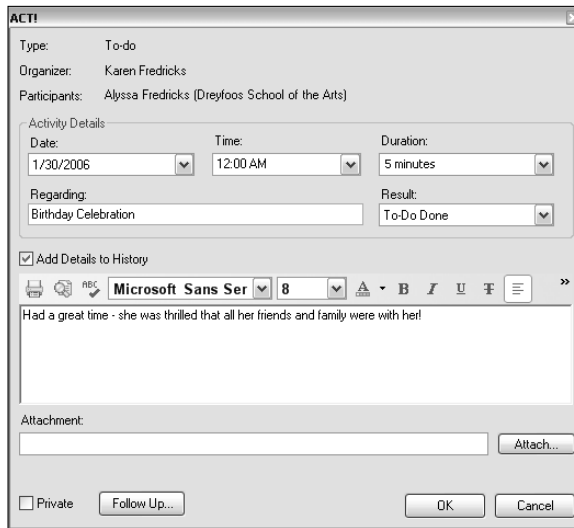 ACT!
Type: To-do
Organizer: Karen Fredricks
Participants: Alyssa Fredricks (Dreyfoos School of the Arts)
Activity Details
Date: Time: Duration:
1/30/2006 12:00 AM 5 minutes
Regarding: Result:
Birthday Celebration To-Do Done
Add Details to History
ABC Microsoft Sans Ser 8 A B I U T »
Had a great time - she was thrilled that all her friends and family were with her!
Attachment:
Attach...
Private Follow Up... OK Cancel